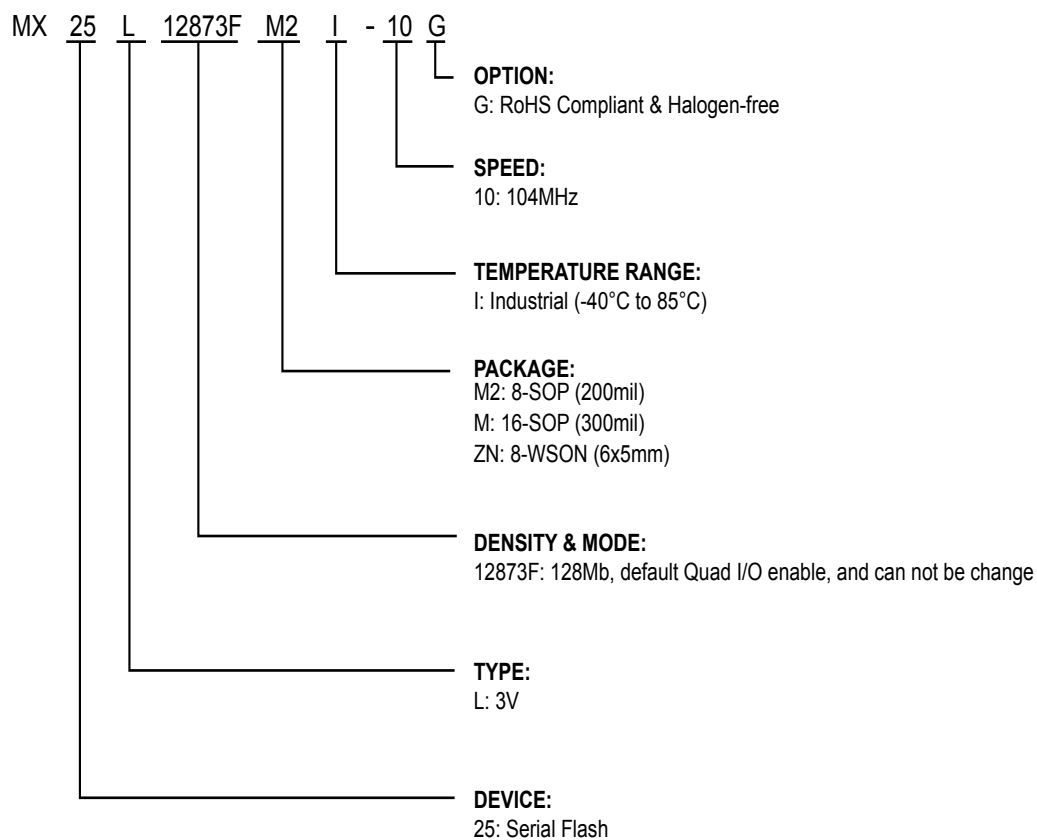 MX 25 L 12873F M2 I - 10 G
OPTION:
G: RoHS Compliant & Halogen-free
SPEED:
10: 104MHz
TEMPERATURE RANGE:
I: Industrial (-40°C to 85°C)
PACKAGE:
M2: 8-SOP (200mil)
M: 16-SOP (300mil)
ZN: 8-WSON (6x5mm)
DENSITY & MODE:
12873F: 128Mb, default Quad I/O enable, and can not be change
TYPE:
L: 3V
DEVICE:
25: Serial Flash